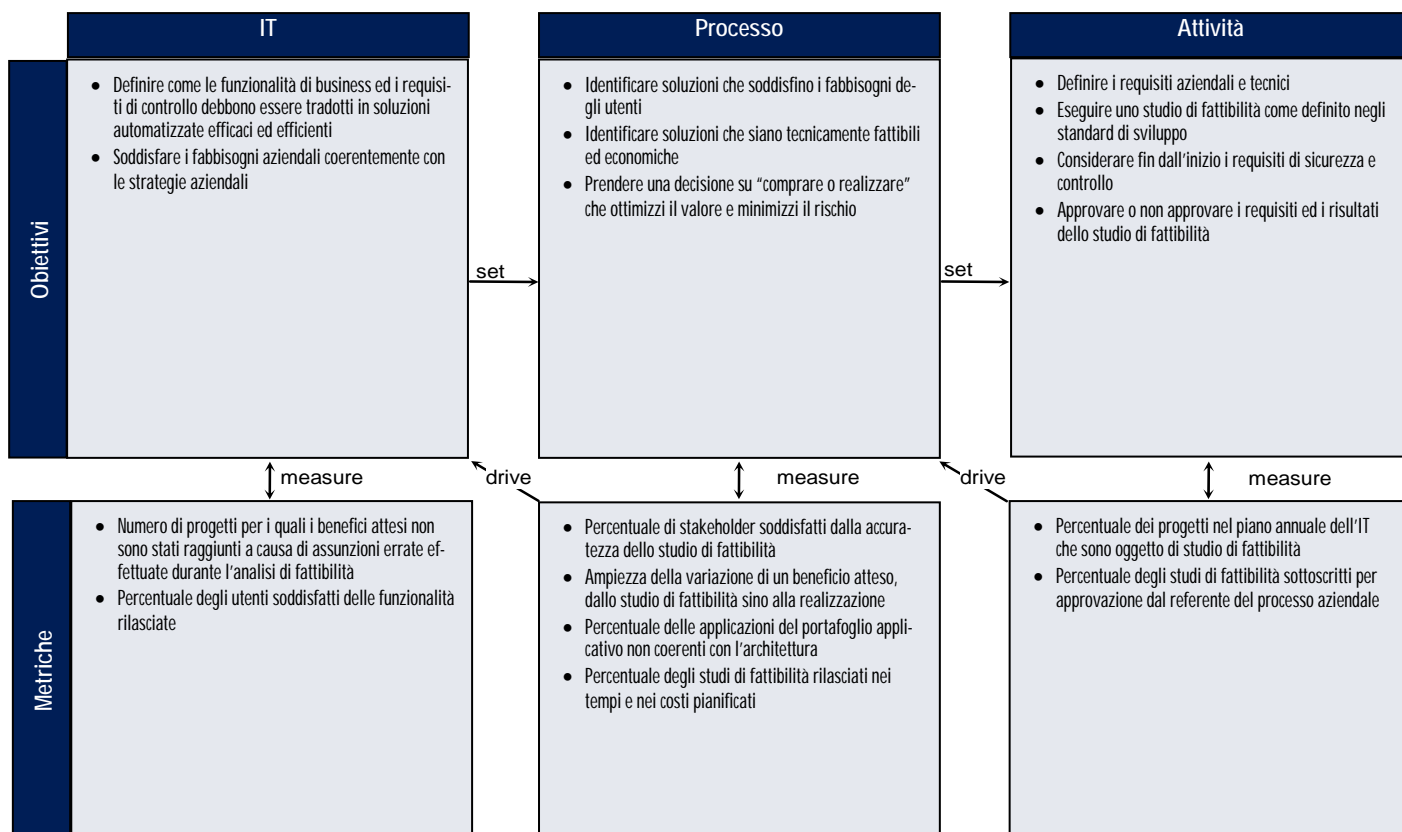 IT
Processo
Attività
Obiettivi
• Definire come le funzionalità di business ed i requisi-
ti di controllo debbono essere tradotti in soluzioni
automatizzate efficaci ed efficienti
• Soddisfare i fabbisogni aziendali coerentemente con
le strategie aziendali
set
• Identificare soluzioni che soddisfino i fabbisogni de-
gli utenti
• Identificare soluzioni che siano tecnicamente fattibili
ed economiche
• Prendere una decisione su “comprare o realizzare”
che ottimizzi il valore e minimizzi il rischio
set
• Definire i requisiti aziendali e tecnici
• Eseguire uno studio di fattibilità come definito negli
standard di sviluppo
• Considerare fin dall’inizio i requisiti di sicurezza e
controllo
• Approvare o non approvare i requisiti ed i risultati
dello studio di fattibilità
measure
drive
measure
drive
measure
Metriche
• Numero di progetti per i quali i benefici attesi non
sono stati raggiunti a causa di assunzioni errate ef-
fettuate durante l’analisi di fattibilità
• Percentuale degli utenti soddisfatti delle funzionalità
rilasciate
• Percentuale di stakeholder soddisfatti dalla accura-
tezza dello studio di fattibilità
• Ampiezza della variazione di un beneficio atteso,
dallo studio di fattibilità sino alla realizzazione
• Percentuale delle applicazioni del portafoglio appli-
cativo non coerenti con l’architettura
• Percentuale degli studi di fattibilità rilasciati nei
tempi e nei costi pianificati
• Percentuale dei progetti nel piano annuale dell’IT
che sono oggetto di studio di fattibilità
• Percentuale degli studi di fattibilità sottoscritti per
approvazione dal referente del processo aziendale